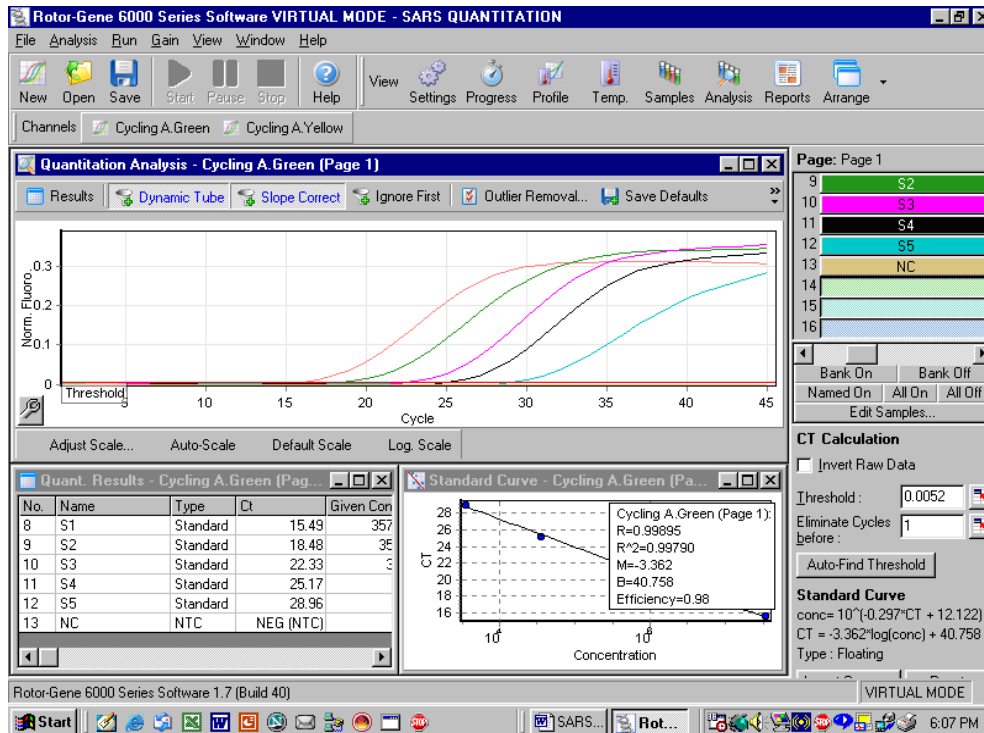 Rotor-Gene 6000 Series Software VIRTUAL MODE - SARS QUANTITATION
File Analysis Run Gain View Window Help
New Open Save Start Pause Stop Help View Settings Progress Profile Temp. Samples Analysis Reports Arrange
Channels Cycling A.Green Cycling A.Yellow
Quantitation Analysis - Cycling A.Green (Page 1)
Results Dynamic Tube Slope Correct Ignore First Outlier Removal... Save Defaults
Norm. Fluoro.
0.3
0.2
0.1
0
Threshold
5 10 15 20 25 30 35 40 45
Cycle
Adjust Scale... Auto-Scale Default Scale Log. Scale
Page: Page 1
9 S2
10 S3
11 S4
12 S5
13 NC
14
15
16
Bank On Bank Off
Named On All On All Off
Edit Samples...
CT Calculation
Invert Raw Data
Threshold : 0.0052
Eliminate Cycles before : 1
Auto-Find Threshold
Standard Curve
conc= 10^(-0.297*CT + 12.122)
CT = -3.362*log(conc) + 40.758
Type : Floating
Quant. Results - Cycling A.Green (Pag...
No. Name Type Ct Given Con
8 S1 Standard 15.49 357
9 S2 Standard 18.48 35
10 S3 Standard 22.33 3
11 S4 Standard 25.17
12 S5 Standard 28.96
13 NC NTC NEG (NTC)
Standard Curve - Cycling A.Green (Pa...
CT
28
26
24
22
20
18
16
Cycling A.Green (Page 1):
R=0.99895
R^2=0.99790
M=-3.362
B=40.758
Efficiency=0.98
Concentration
Rotor-Gene 6000 Series Software 1.7 (Build 40) VIRTUAL MODE
Start SARS... Rot... 6:07 PM